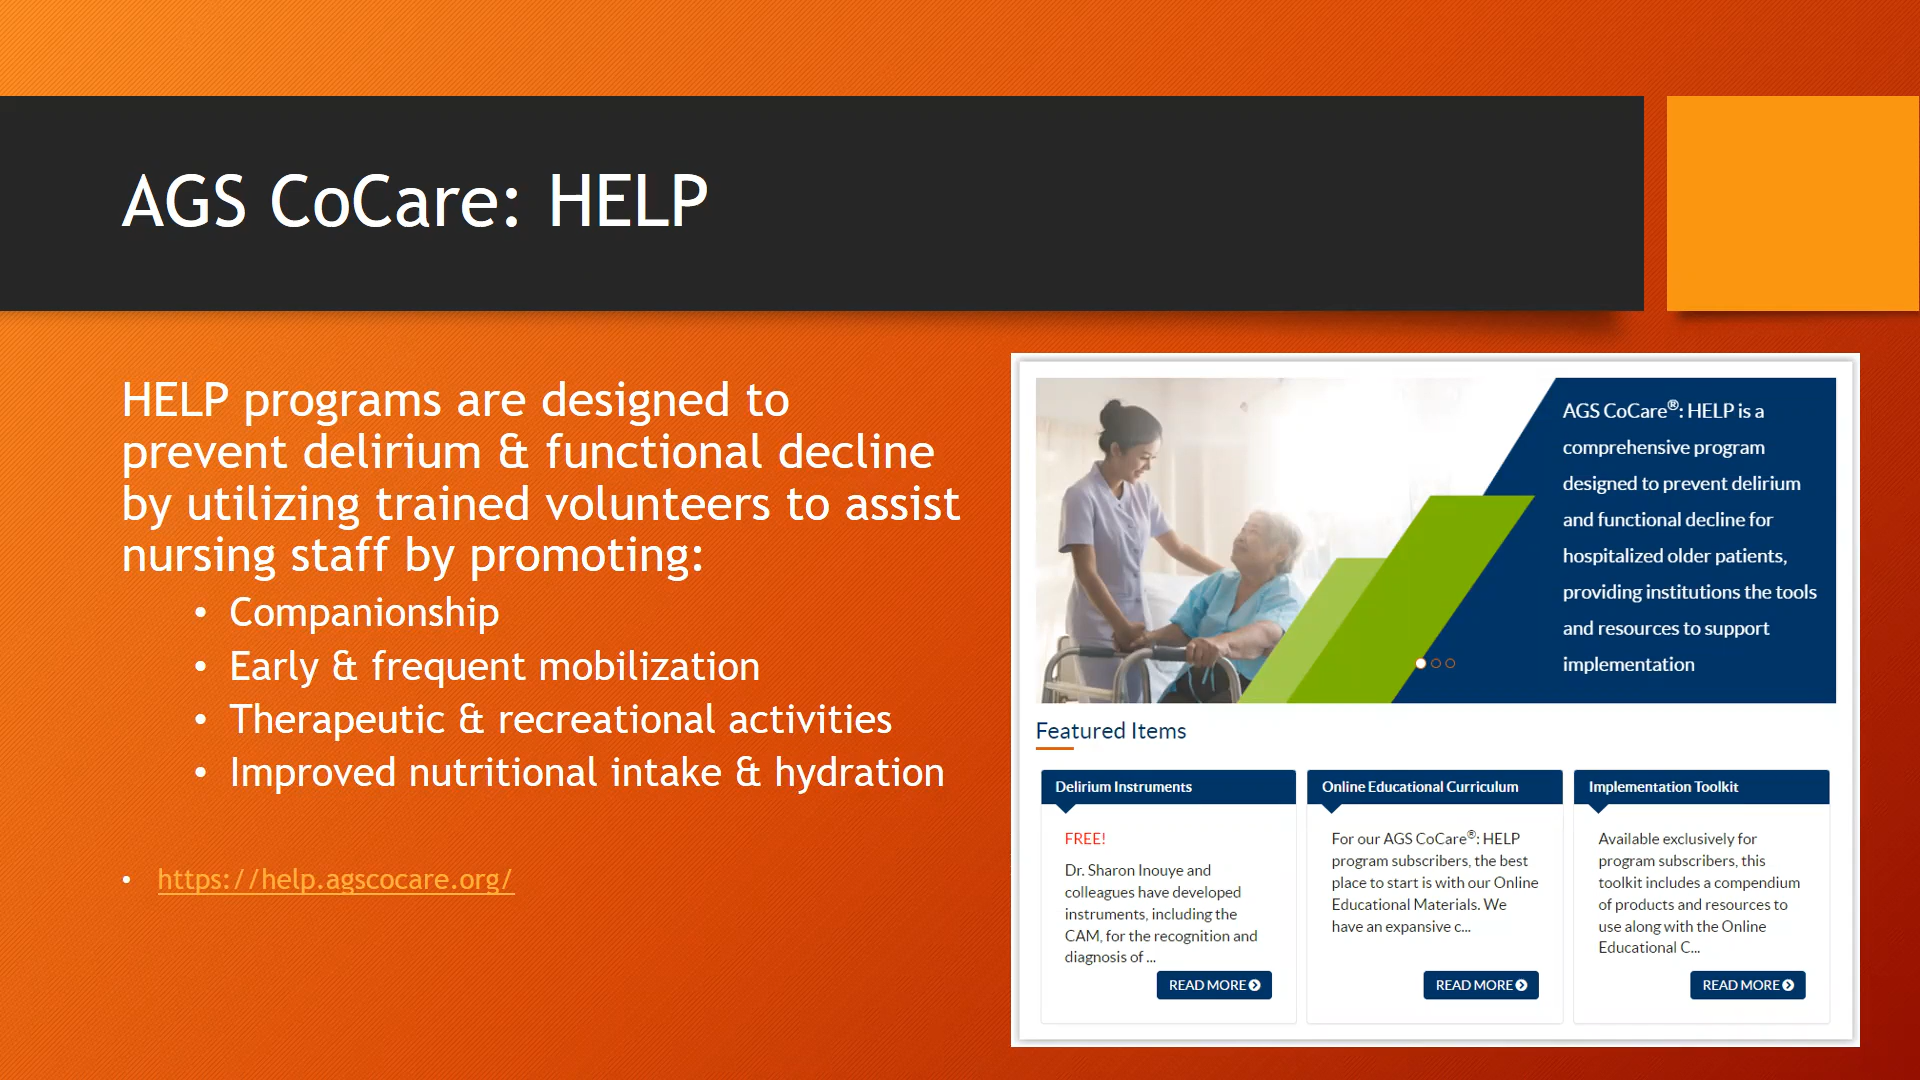 AGS CoCare: HELP
HELP programs are designed to
prevent delirium & functional decline
by utilizing trained volunteers to assist
nursing staff by promoting:
• Companionship
• Early & frequent mobilization
• Therapeutic & recreational activities
• Improved nutritional intake & hydration
• https://help.agscocare.org/
AGS CoCare®: HELP is a
comprehensive program
designed to prevent delirium
and functional decline for
hospitalized older patients,
providing institutions the tools
and resources to support
implementation
Featured Items
Delirium Instruments
FREE!
Dr. Sharon Inouye and
colleagues have developed
instruments, including the
CAM, for the recognition and
diagnosis of ...
READ MORE
Online Educational Curriculum
For our AGS CoCare®: HELP
program subscribers, the best
place to start is with our Online
Educational Materials. We
have an expansive c...
READ MORE
Implementation Toolkit
Available exclusively for
program subscribers, this
toolkit includes a compendium
of products and resources to
use along with the Online
Educational C...
READ MORE